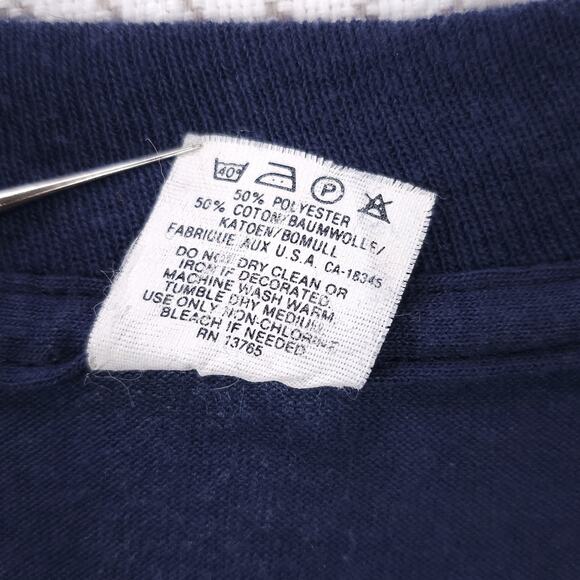 40° P
50% POLYESTER
50% COTON/BAUMWOLLE/
KATOEN/BOMULL
FABRIQUE AUX U.S.A. CA-18345
DO NOT DRY CLEAN OR
IRON IF DECORATED.
MACHINE WASH WARM
TUMBLE DRY MEDIUM
USE ONLY NON-CHLORINE
BLEACH IF NEEDED
RN 13765